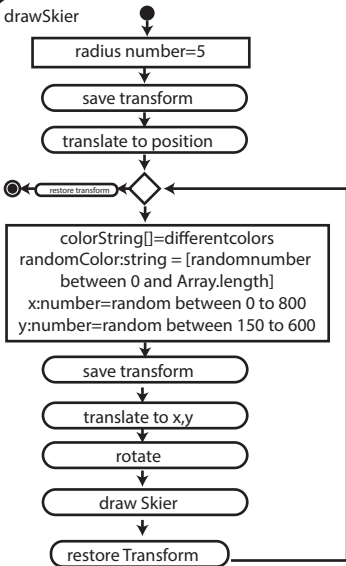 drawSkier
radius number=5
save transform
translate to position
restore transform
colorString[]=differentcolors
randomColor:string = [randomnumber
between 0 and Array.length]
x:number=random between 0 to 800
y:number=random between 150 to 600
save transform
translate to x,y
rotate
draw Skier
restore Transform